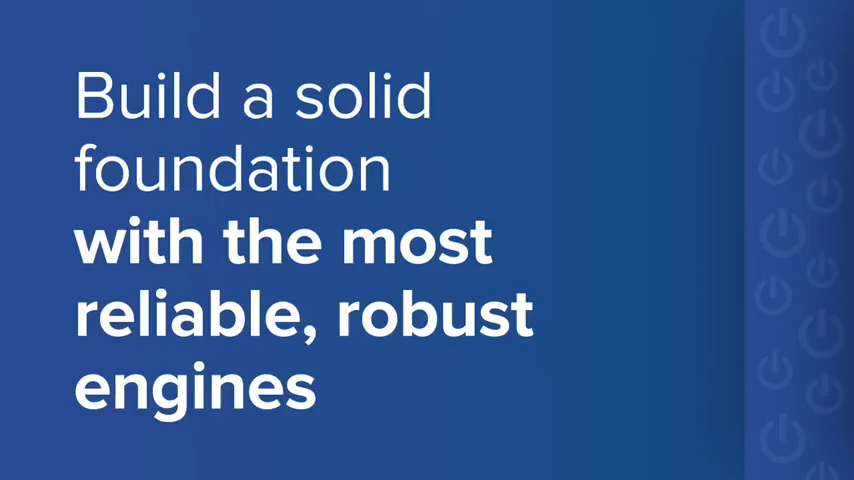 Build a solid
foundation
with the most
reliable, robust
engines